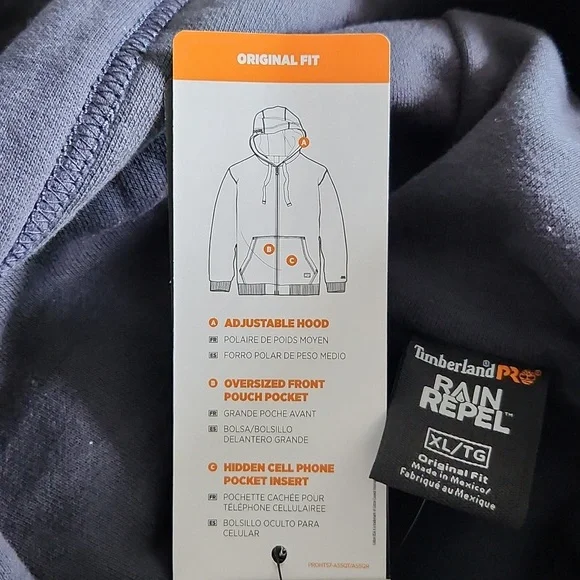 ORIGINAL FIT
A
B
C
A ADJUSTABLE HOOD
FR POLAIRE DE POIDS MOYEN
ES FORRO POLAR DE PESO MEDIO
B OVERSIZED FRONT
POUCH POCKET
FR GRANDE POCHE AVANT
ES BOLSA/BOLSILLO
DELANTERO GRANDE
C HIDDEN CELL PHONE
POCKET INSERT
FR POCHETTE CACHÉE POUR
TÉLÉPHONE CELLULAIREE
ES BOLSILLO OCULTO PARA
CELULAR
Timberland® PRO
RAIN
REPEL™
XL/TG
Original Fit
Made in Mexico/
Fabriqué au Mexique